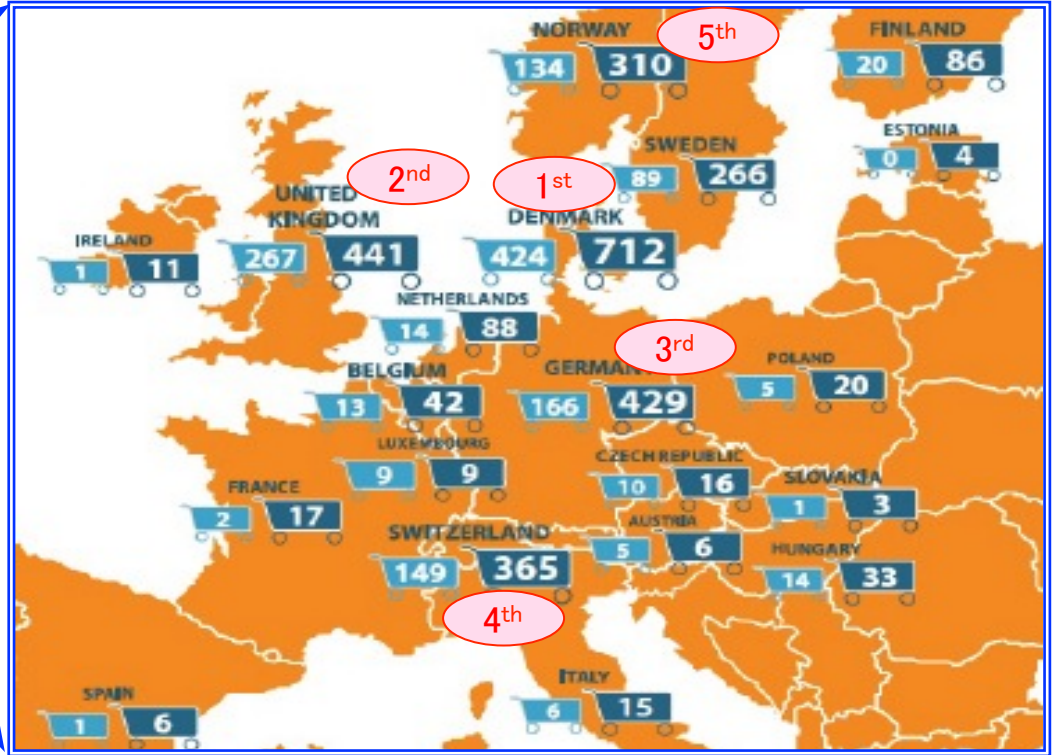 NORWAY
134 310
5th
FINLAND
20 86
ESTONIA
0 4
SWEDEN
89 266
2nd
1st
UNITED
KINGDOM
267 441
DENMARK
424 712
IRELAND
1 11
NETHERLANDS
14 88
3rd
BELGIUM
13 42
GERMANY
166 429
POLAND
5 20
LUXEMBOURG
9 9
CZECH REPUBLIC
10 16
SLOVAKIA
1 3
FRANCE
2 17
SWITZERLAND
149 365
4th
AUSTRIA
5 6
HUNGARY
14 33
ITALY
6 15
SPAIN
1 6